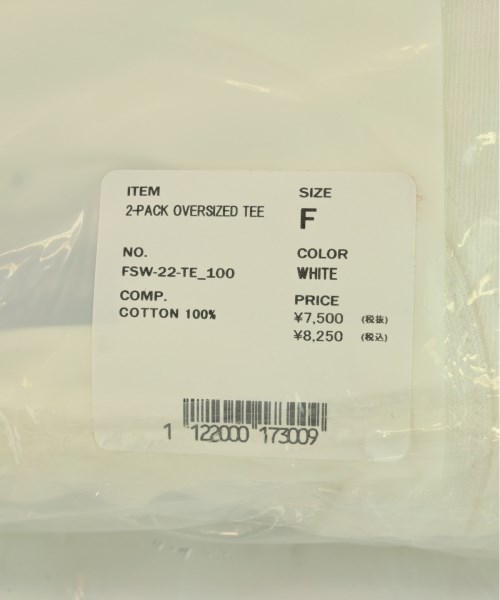 ITEM
2-PACK OVERSIZED TEE
SIZE
F
NO.
FSW-22-TE_100
COLOR
WHITE
COMP.
COTTON 100%
PRICE
¥7,500 (税抜)
¥8,250 (税込)
1 122000 173009